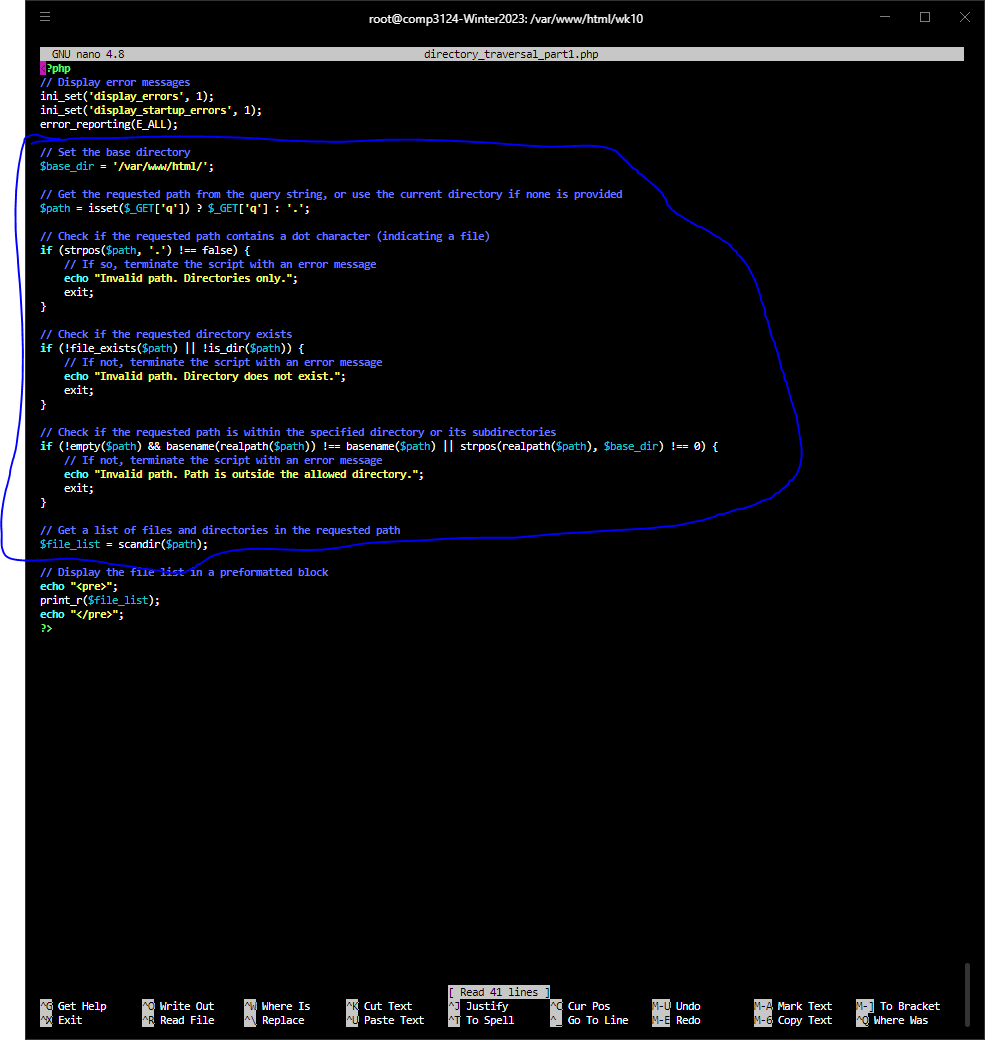 root@comp3124-Winter2023: /var/www/html/wk10
GNU nano 4.8 directory_traversal_part1.php
<?php
// Display error messages
ini_set('display_errors', 1);
ini_set('display_startup_errors', 1);
error_reporting(E_ALL);
// Set the base directory
$base_dir = '/var/www/html/';
// Get the requested path from the query string, or use the current directory if none is provided
$path = isset($_GET['q']) ? $_GET['q'] : '.';
// Check if the requested path contains a dot character (indicating a file)
if (strpos($path, '.') !== false) {
// If so, terminate the script with an error message
echo "Invalid path. Directories only.";
exit;
}
// Check if the requested directory exists
if (!file_exists($path) || !is_dir($path)) {
// If not, terminate the script with an error message
echo "Invalid path. Directory does not exist.";
exit;
}
// Check if the requested path is within the specified directory or its subdirectories
if (!empty($path) && basename(realpath($path)) !== basename($path) || strpos(realpath($path), $base_dir) !== 0) {
// If not, terminate the script with an error message
echo "Invalid path. Path is outside the allowed directory.";
exit;
}
// Get a list of files and directories in the requested path
$file_list = scandir($path);
// Display the file list in a preformatted block
echo "<pre>";
print_r($file_list);
echo "</pre>";
?>
[ Read 41 lines ]
^G Get Help ^O Write Out ^W Where Is ^K Cut Text ^J Justify ^C Cur Pos M-U Undo M-A Mark Text M-] To Bracket
^X Exit ^R Read File ^\ Replace ^U Paste Text ^T To Spell ^_ Go To Line M-E Redo M-6 Copy Text ^Q Where Was